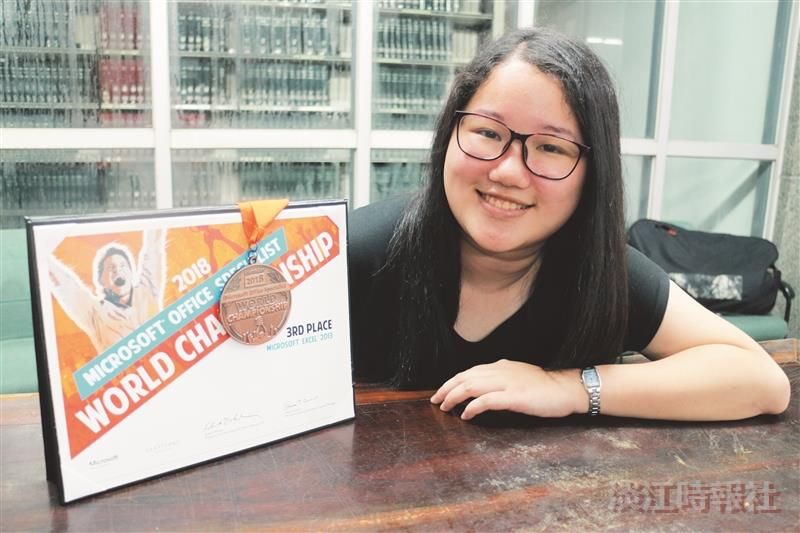 2018
MICROSOFT OFFICE SPECIALIST
WORLD CHAMPIONSHIP
WORLD
CHAMPIONSHIP
3RD PLACE
MICROSOFT EXCEL 2013
Microsoft
淡江時報社